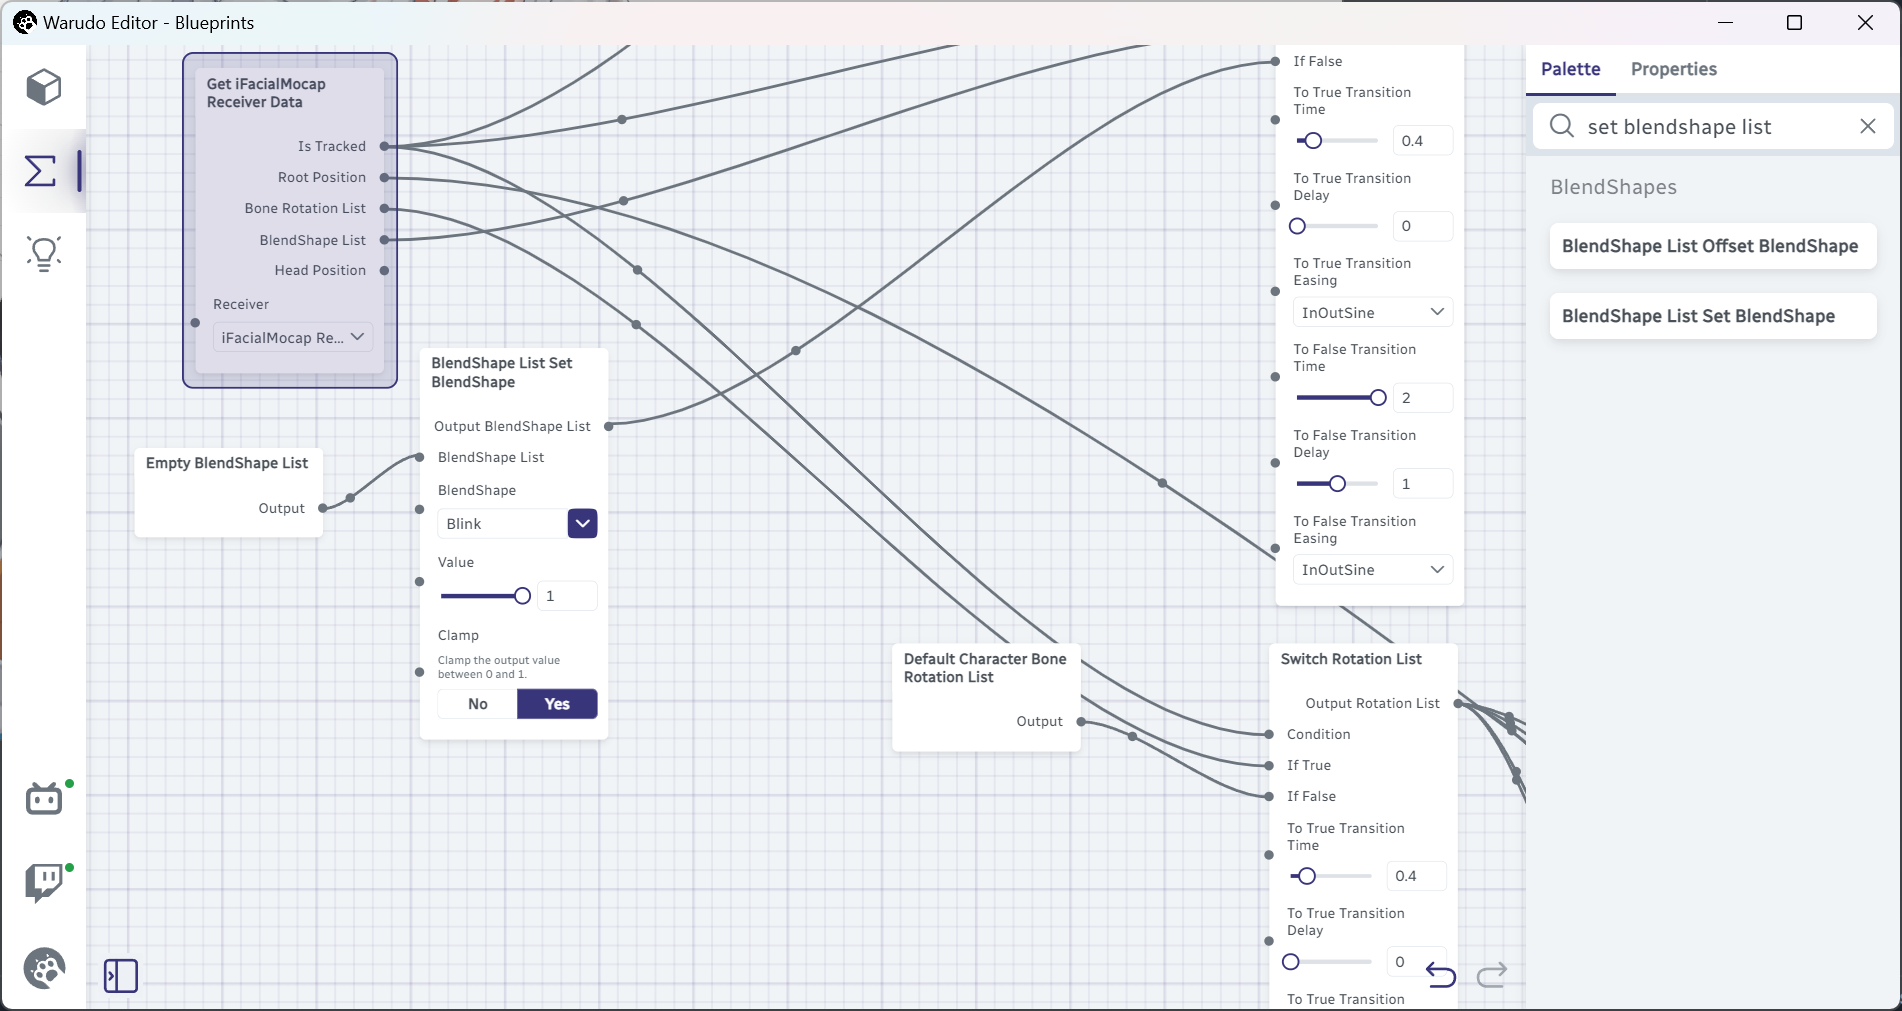 Warudo Editor - Blueprints
Get iFacialMocap
Receiver Data
Is Tracked
Root Position
Bone Rotation List
BlendShape List
Head Position
Receiver
iFacialMocap Re...
Empty BlendShape List
Output
BlendShape List Set
BlendShape
Output BlendShape List
BlendShape List
BlendShape
Blink
Value
1
Clamp
Clamp the output value
between 0 and 1.
No
Yes
Default Character Bone
Rotation List
Output
If False
To True Transition
Time
0.4
To True Transition
Delay
0
To True Transition
Easing
InOutSine
To False Transition
Time
2
To False Transition
Delay
1
To False Transition
Easing
InOutSine
Switch Rotation List
Output Rotation List
Condition
If True
If False
To True Transition
Time
0.4
To True Transition
Delay
0
To True Transition
Palette
Properties
set blendshape list
BlendShapes
BlendShape List Offset BlendShape
BlendShape List Set BlendShape